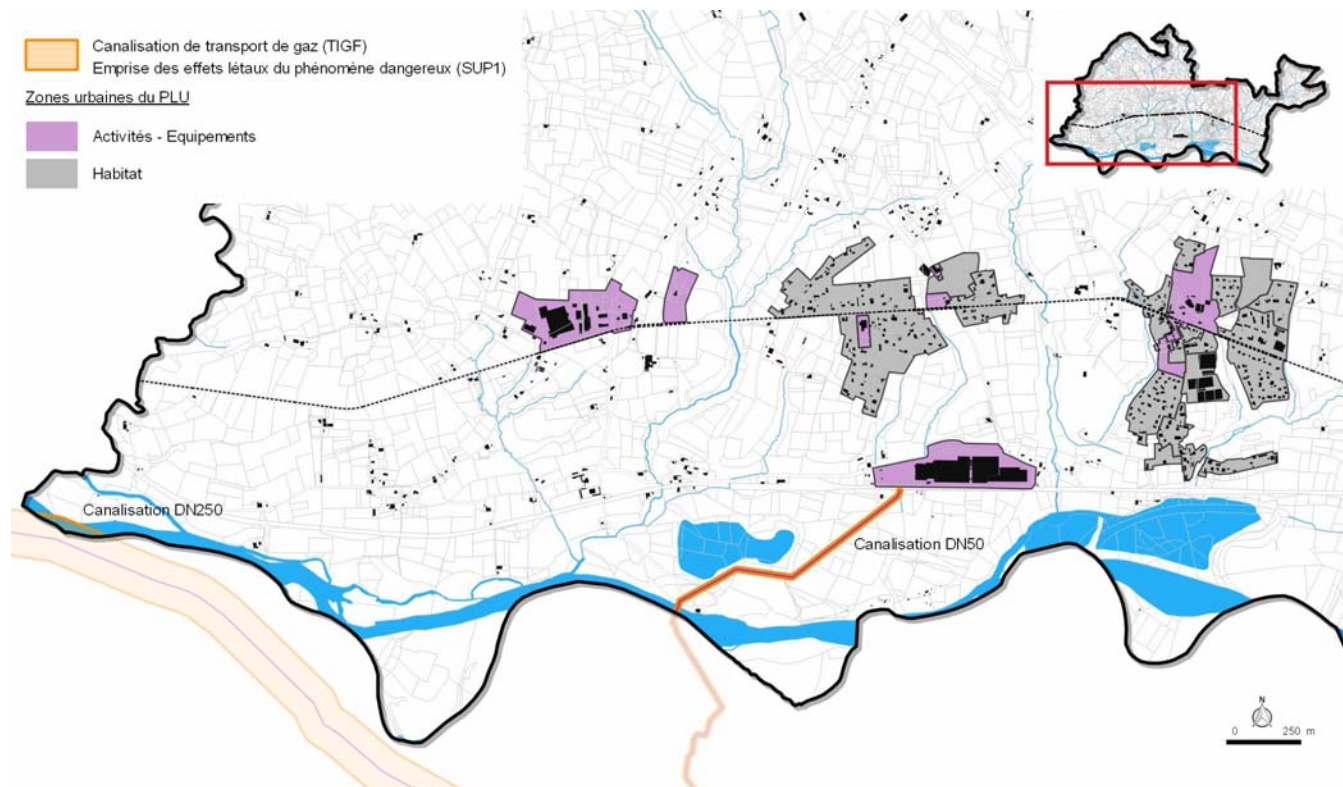 Canalisation de transport de gaz (TIGF)
Emprise des effets létaux du phénomène dangereux (SUP1)
Zones urbaines du PLU
Activités - Equipements
Habitat
Canalisation DN250
Canalisation DN50
N
0 250 m